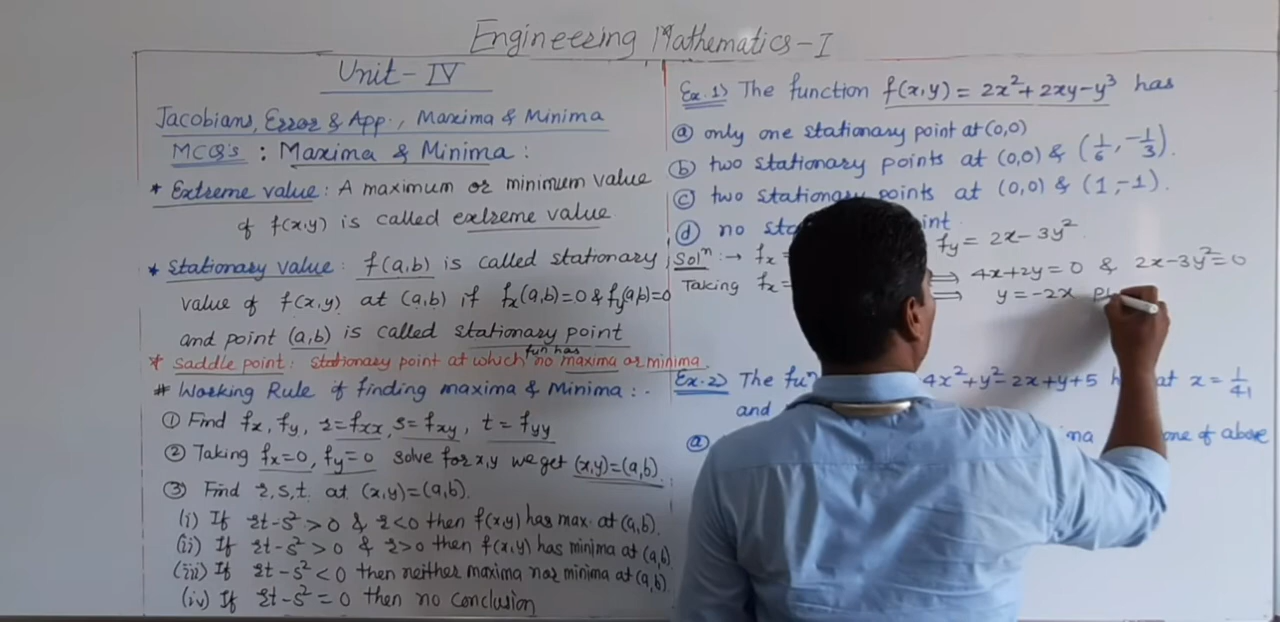 Engineering Mathematics-I
Unit-IV
Jacobians, Error & App., Maxima & Minima
MCQ's : Maxima & Minima :
* Extreme value : A maximum or minimum value
of f(x,y) is called extreme value
* Stationary value : f(a,b) is called stationary
value of f(x,y) at (a,b) if fx(a,b)=0 & fy(a,b)=0
and point (a,b) is called stationary point
* Saddle point : Stationary point at which fun has no maxima or minima.
# Working Rule of finding maxima & Minima :-
① Find fx, fy, r=fxx, s=fxy, t=fyy
② Taking fx=0, fy=0 solve for x,y we get (x,y)=(a,b).
③ Find r,s,t at (x,y)=(a,b).
(i) If rt-s²>0 & r<0 then f(x,y) has max. at (a,b).
(ii) If rt-s²>0 & r>0 then f(x,y) has minima at (a,b)
(iii) If rt-s²<0 then neither maxima nor minima at (a,b)
(iv) If rt-s²=0 then no conclusion
Ex.1) The function f(x,y) = 2x²+2xy-y³ has
ⓐ only one stationary point at (0,0)
ⓑ two stationary points at (0,0) & (1/6, -1/3).
ⓒ two stationary points at (0,0) & (1,-1).
ⓓ no
Solⁿ :→ fx = fy = 2x-3y²
Taking fx= ⟹ 4x+2y=0 & 2x-3y²=0
⟹ y=-2x
Ex.2) The 4x²+y²-2x+y+5 at x=1/4,
and
ⓐ one of above